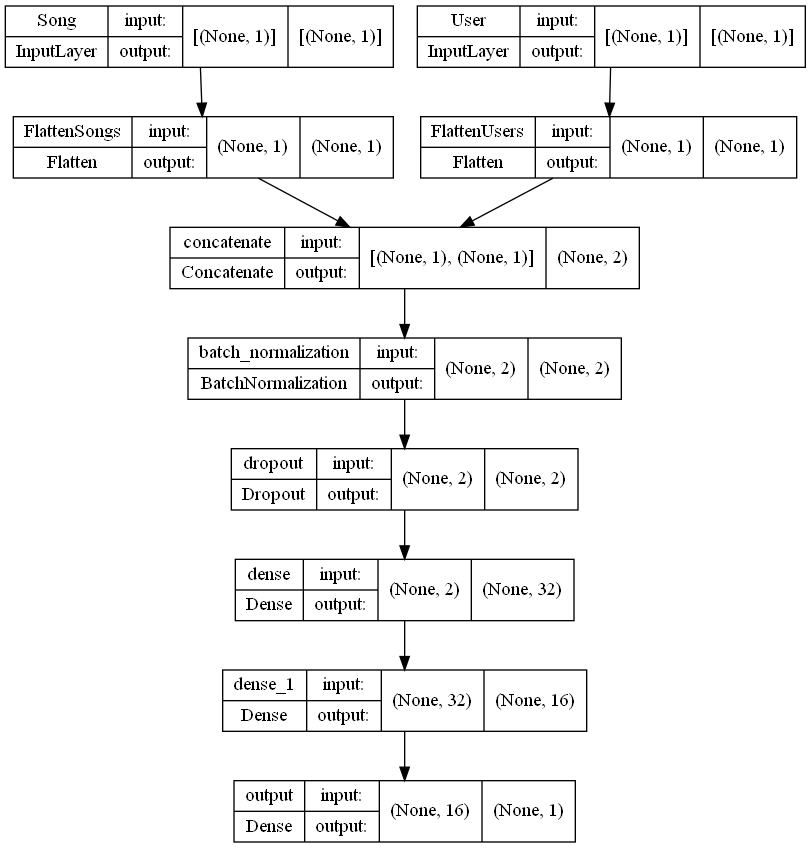 Song input: [(None, 1)] [(None, 1)]
InputLayer output:
User input: [(None, 1)] [(None, 1)]
InputLayer output:
FlattenSongs input: (None, 1) (None, 1)
Flatten output:
FlattenUsers input: (None, 1) (None, 1)
Flatten output:
concatenate input: [(None, 1), (None, 1)] (None, 2)
Concatenate output:
batch_normalization input: (None, 2) (None, 2)
BatchNormalization output:
dropout input: (None, 2) (None, 2)
Dropout output:
dense input: (None, 2) (None, 32)
Dense output:
dense_1 input: (None, 32) (None, 16)
Dense output:
output input: (None, 16) (None, 1)
Dense output: